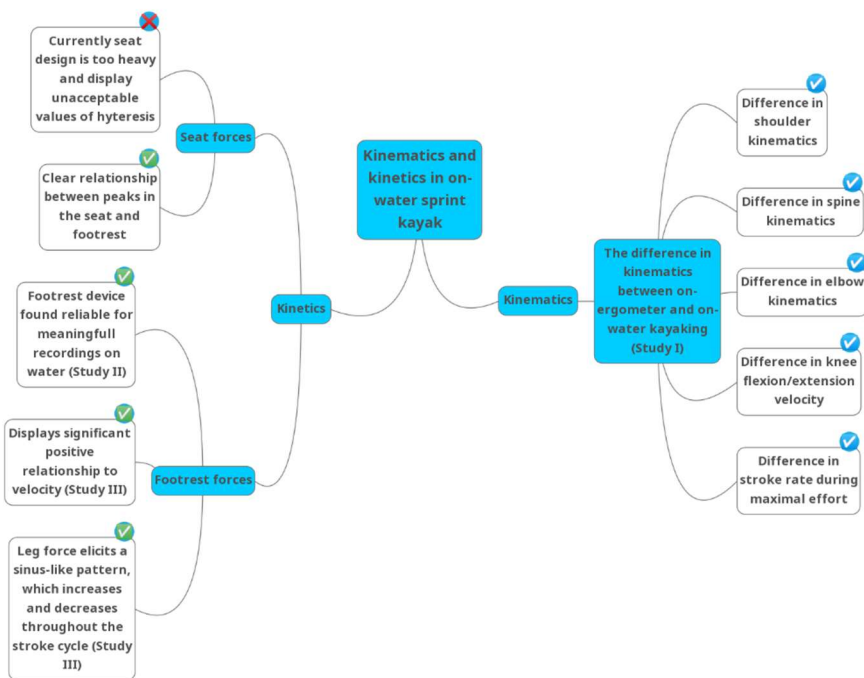 Currently seat
design is too heavy
and display
unacceptable
values of hyteresis
Seat forces
Clear relationship
between peaks in
the seat and
footrest
Kinematics and
kinetics in on-
water sprint
kayak
Kinetics
Footrest device
found reliable for
meaningfull
recordings on
water (Study II)
Displays significant
positive
relationship to
velocity (Study III)
Footrest forces
Leg force elicits a
sinus-like pattern,
which increases
and decreases
throughout the
stroke cycle (Study
III)
Kinematics
The difference in
kinematics
between on-
ergometer and on-
water kayaking
(Study I)
Difference in
shoulder
kinematics
Difference in spine
kinematics
Difference in elbow
kinematics
Difference in knee
flexion/extension
velocity
Difference in
stroke rate during
maximal effort